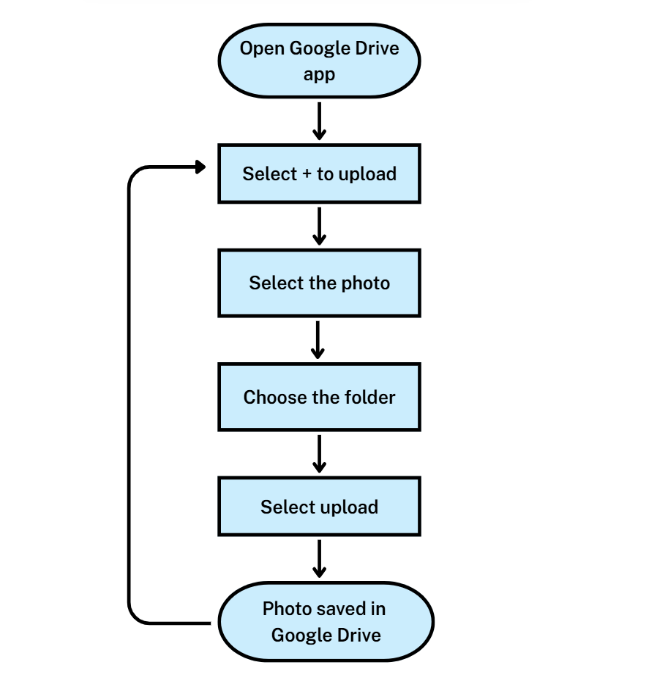 Open Google Drive
app
Select + to upload
Select the photo
Choose the folder
Select upload
Photo saved in
Google Drive